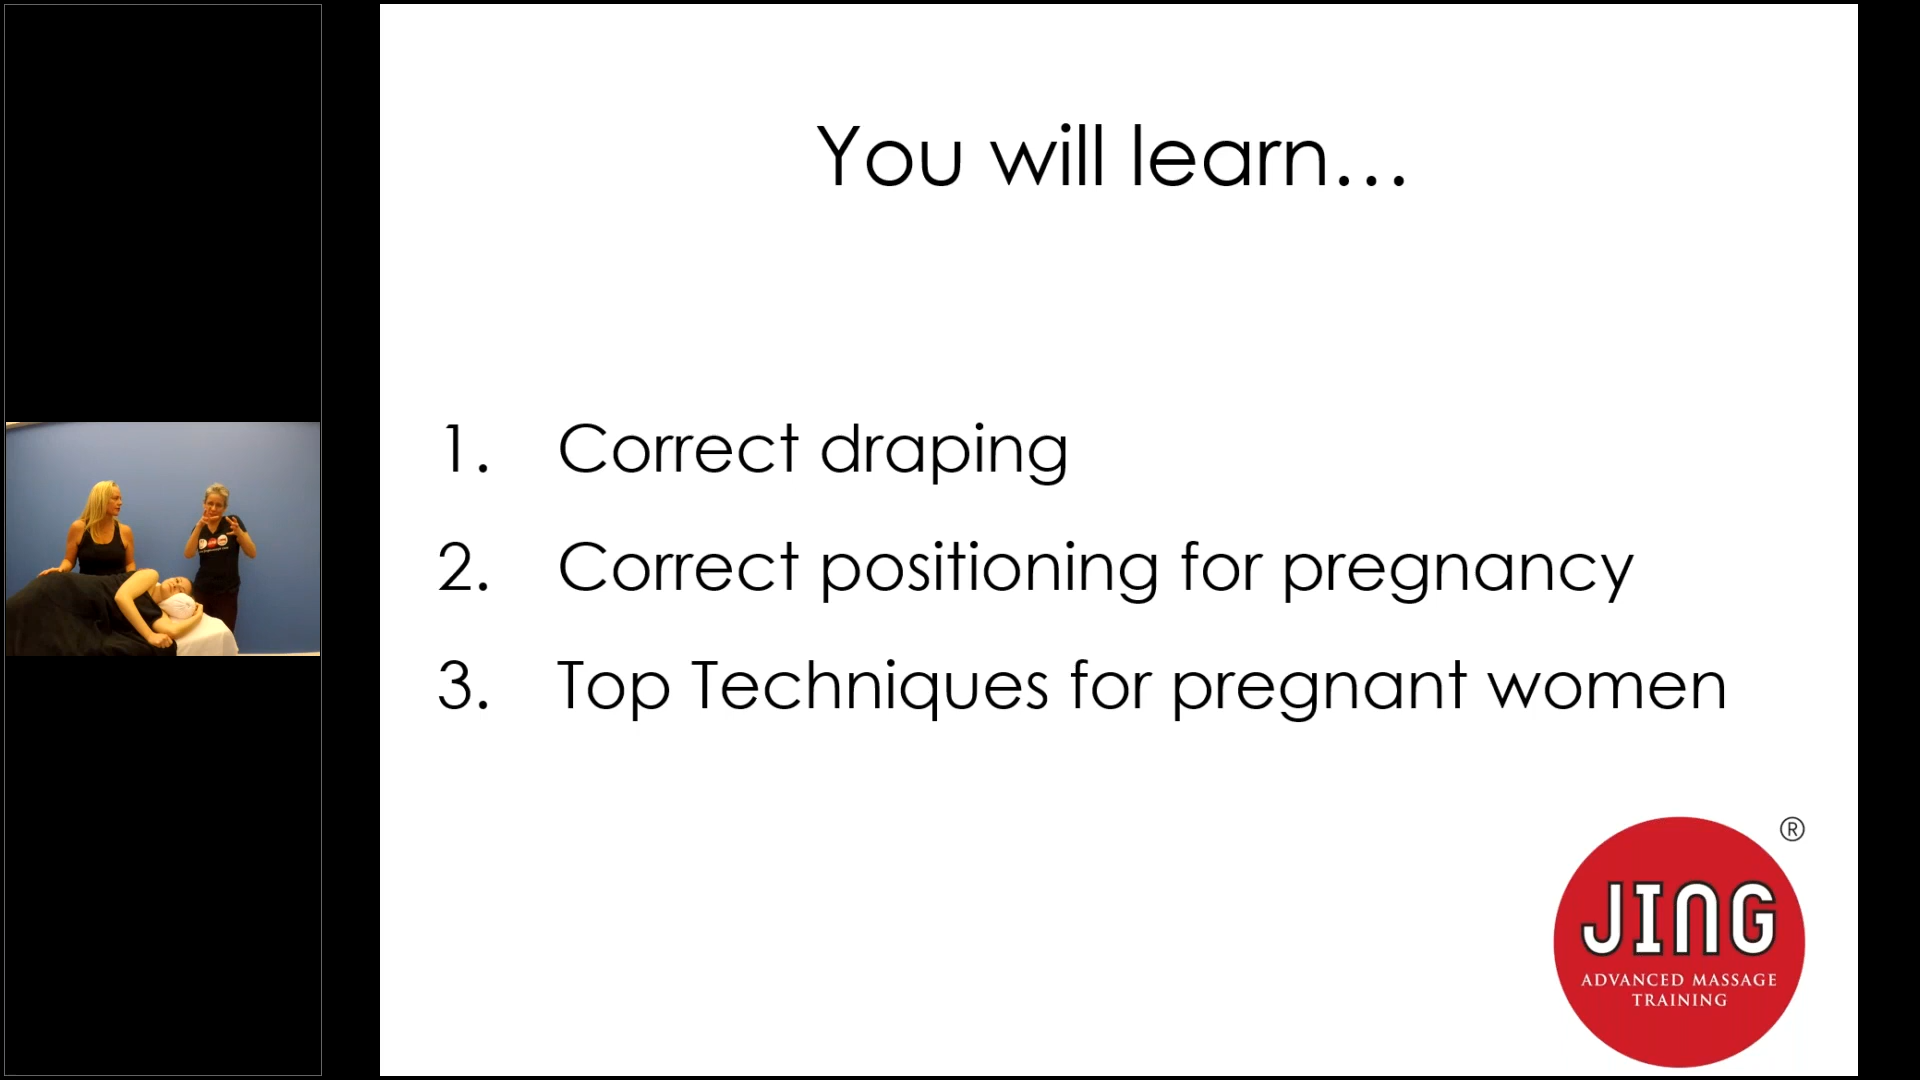 You will learn...
1. Correct draping
2. Correct positioning for pregnancy
3. Top Techniques for pregnant women
®
JING
ADVANCED MASSAGE
TRAINING